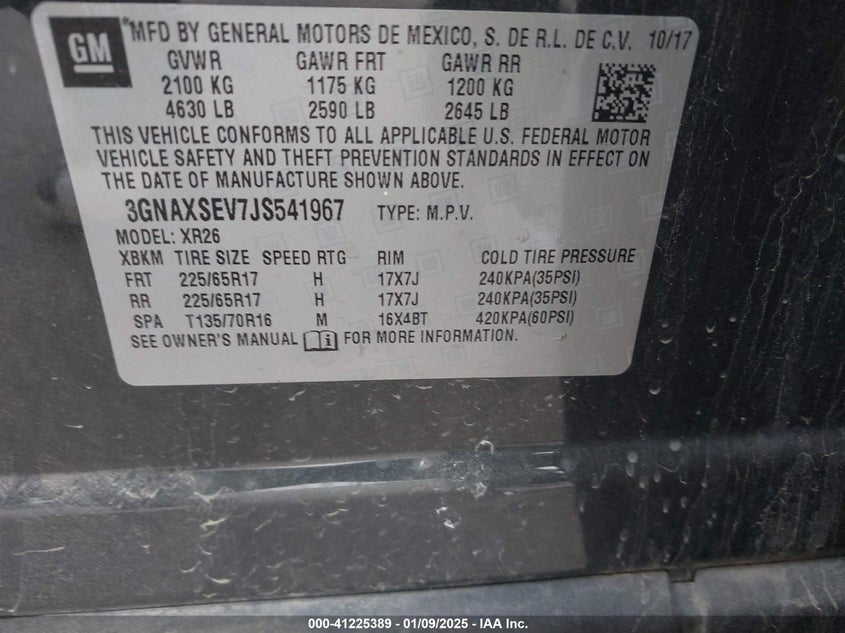 GM
*MFD BY GENERAL MOTORS DE MEXICO, S. DE R.L. DE C.V. 10/17
GVWR GAWR FRT GAWR RR
2100 KG 1175 KG 1200 KG
4630 LB 2590 LB 2645 LB
THIS VEHICLE CONFORMS TO ALL APPLICABLE U.S. FEDERAL MOTOR
VEHICLE SAFETY AND THEFT PREVENTION STANDARDS IN EFFECT ON
THE DATE OF MANUFACTURE SHOWN ABOVE.
3GNAXSEV7JS541967 TYPE: M.P.V.
MODEL: XR26
XBKM TIRE SIZE SPEED RTG RIM COLD TIRE PRESSURE
FRT 225/65R17 H 17X7J 240KPA(35PSI)
RR 225/65R17 H 17X7J 240KPA(35PSI)
SPA T135/70R16 M 16X4BT 420KPA(60PSI)
SEE OWNER'S MANUAL i FOR MORE INFORMATION.
000-41225389 - 01/09/2025 - IAA Inc.